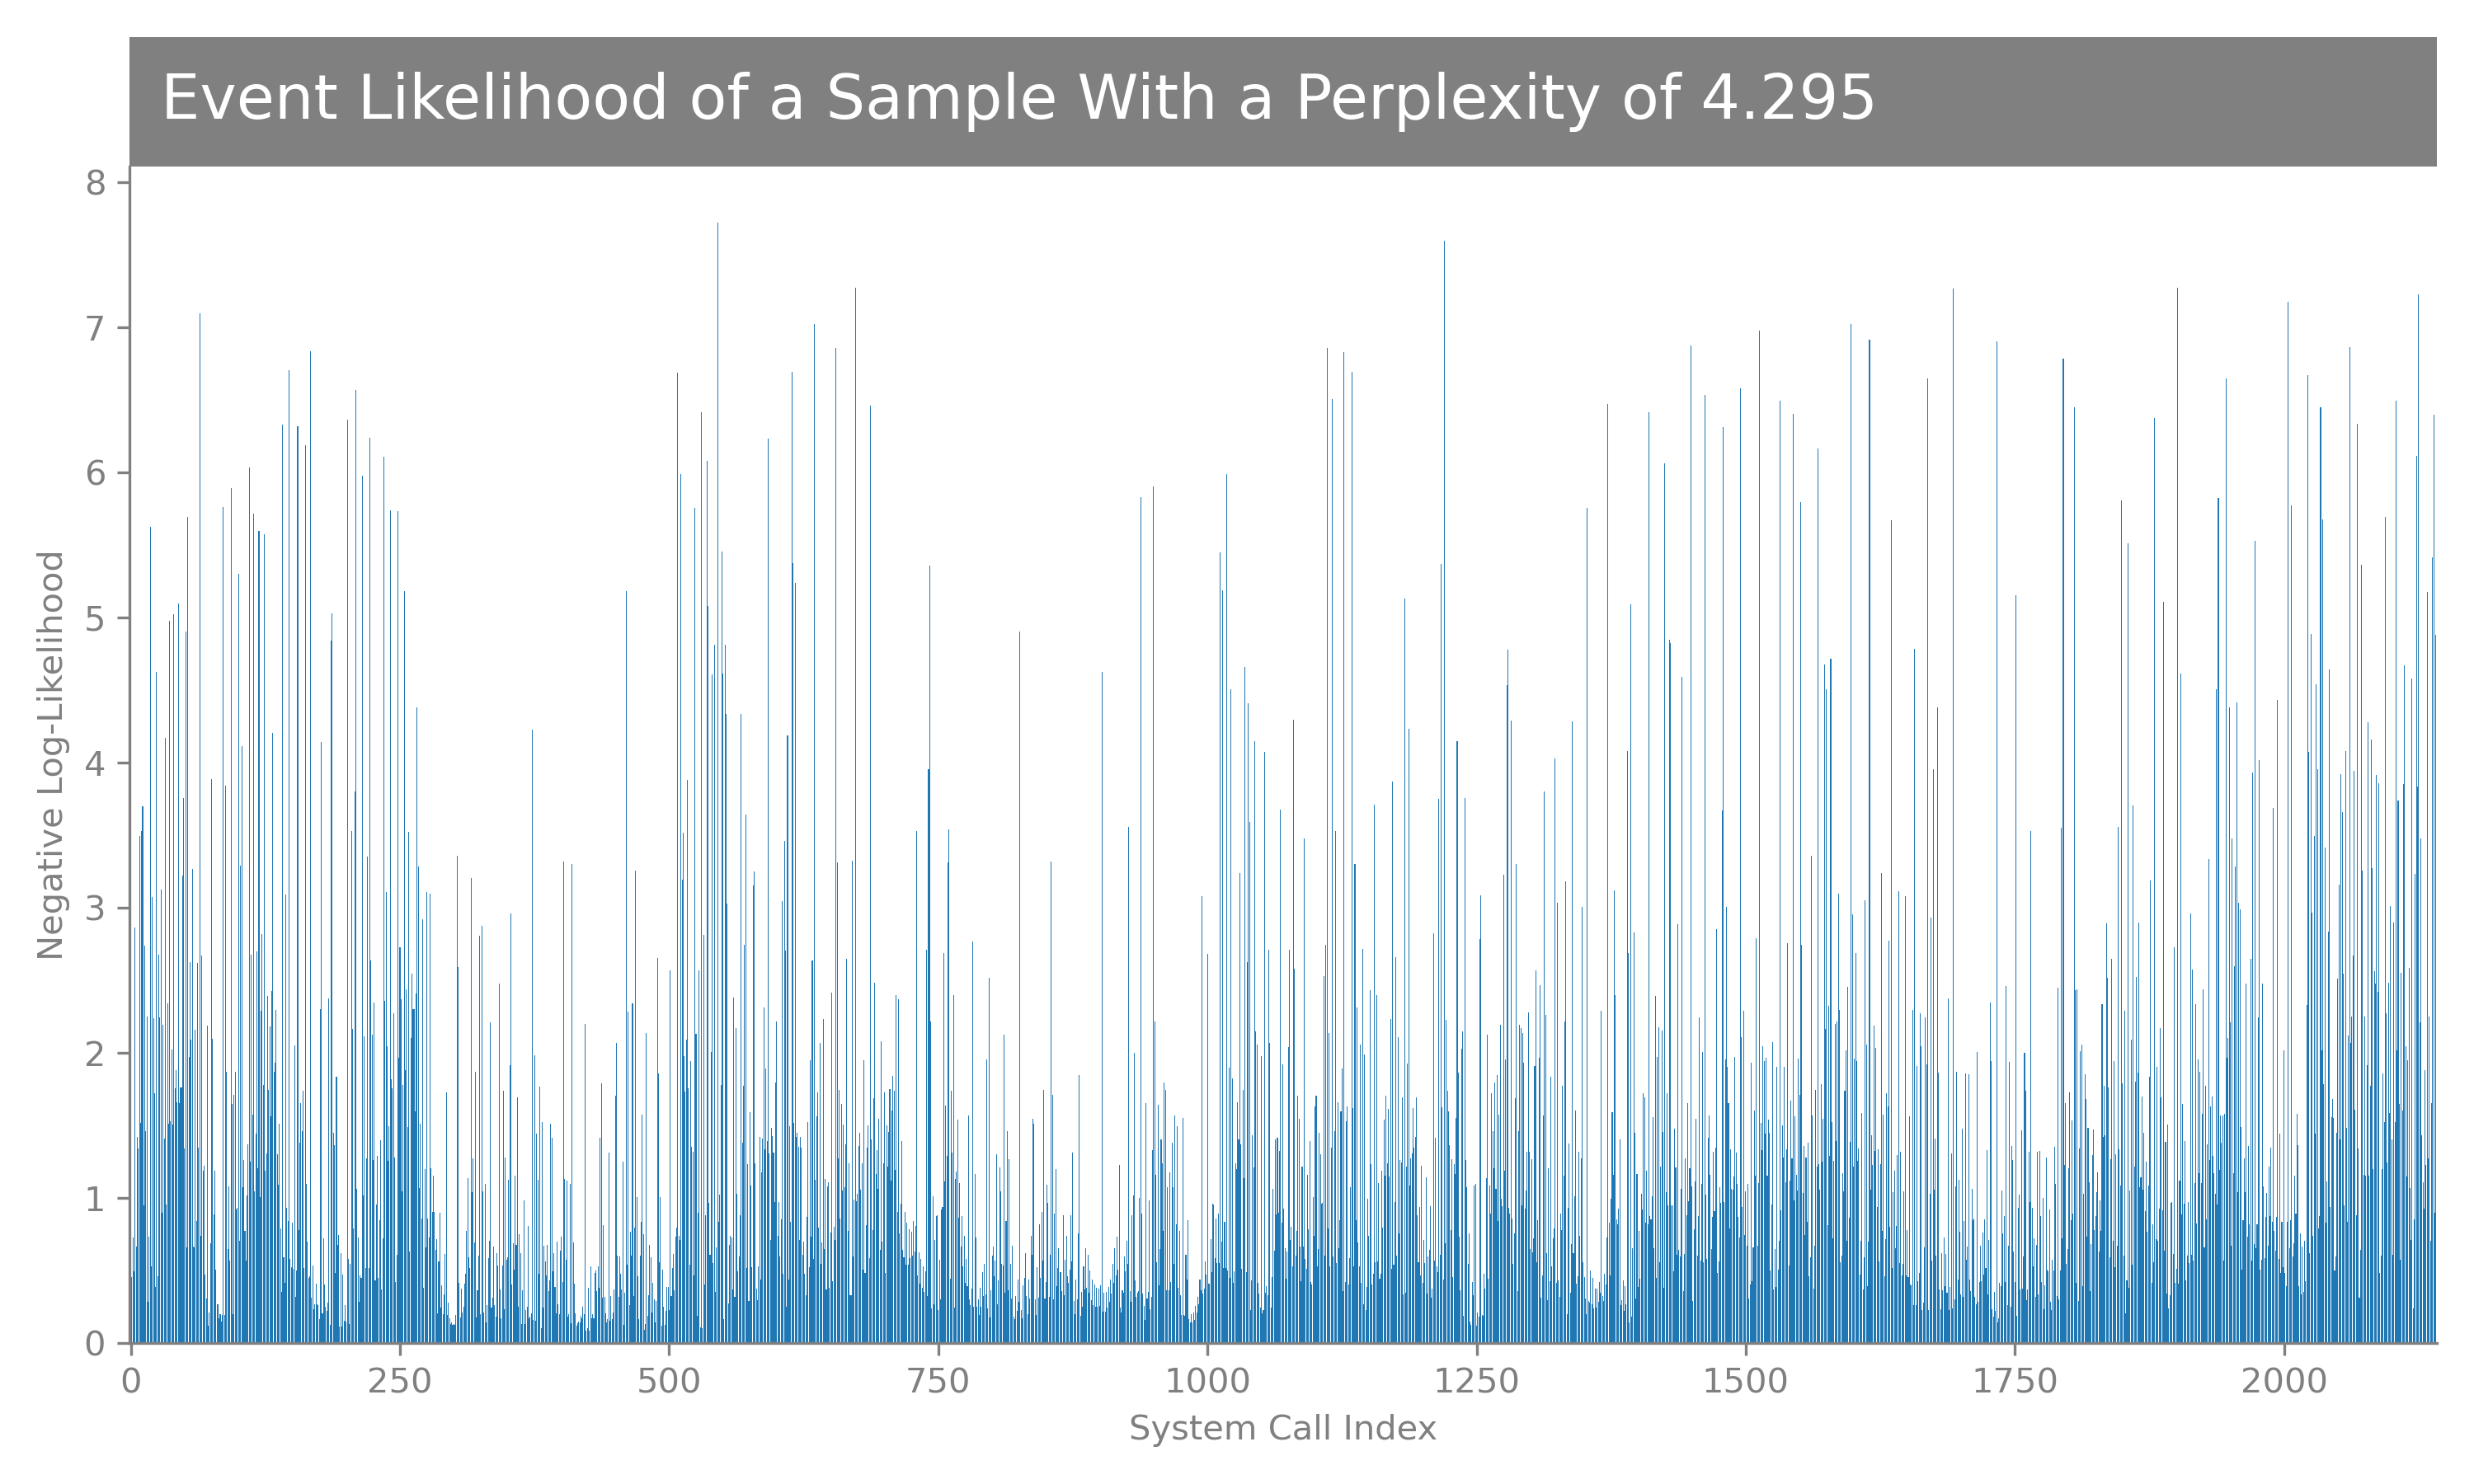 Event Likelihood of a Sample With a Perplexity of 4.295
8
7
6
5
4
3
2
1
0
Negative Log-Likelihood
0 250 500 750 1000 1250 1500 1750 2000
System Call Index